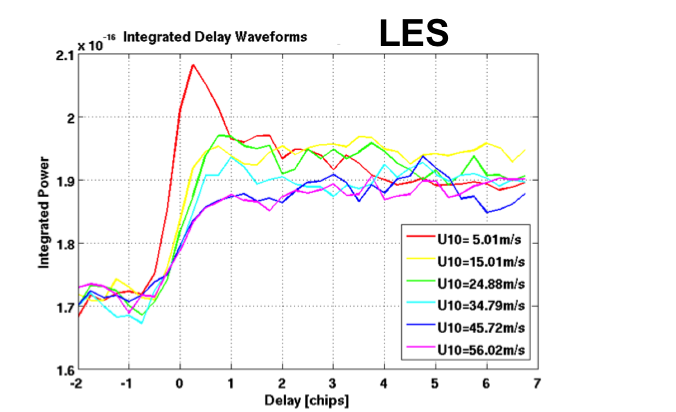 x 10⁻¹⁶ Integrated Delay Waveforms
LES
2.1
2
1.9
1.8
1.7
1.6
Integrated Power
U10= 5.01m/s
U10=15.01m/s
U10=24.88m/s
U10=34.79m/s
U10=45.72m/s
U10=56.02m/s
-2 -1 0 1 2 3 4 5 6 7
Delay [chips]